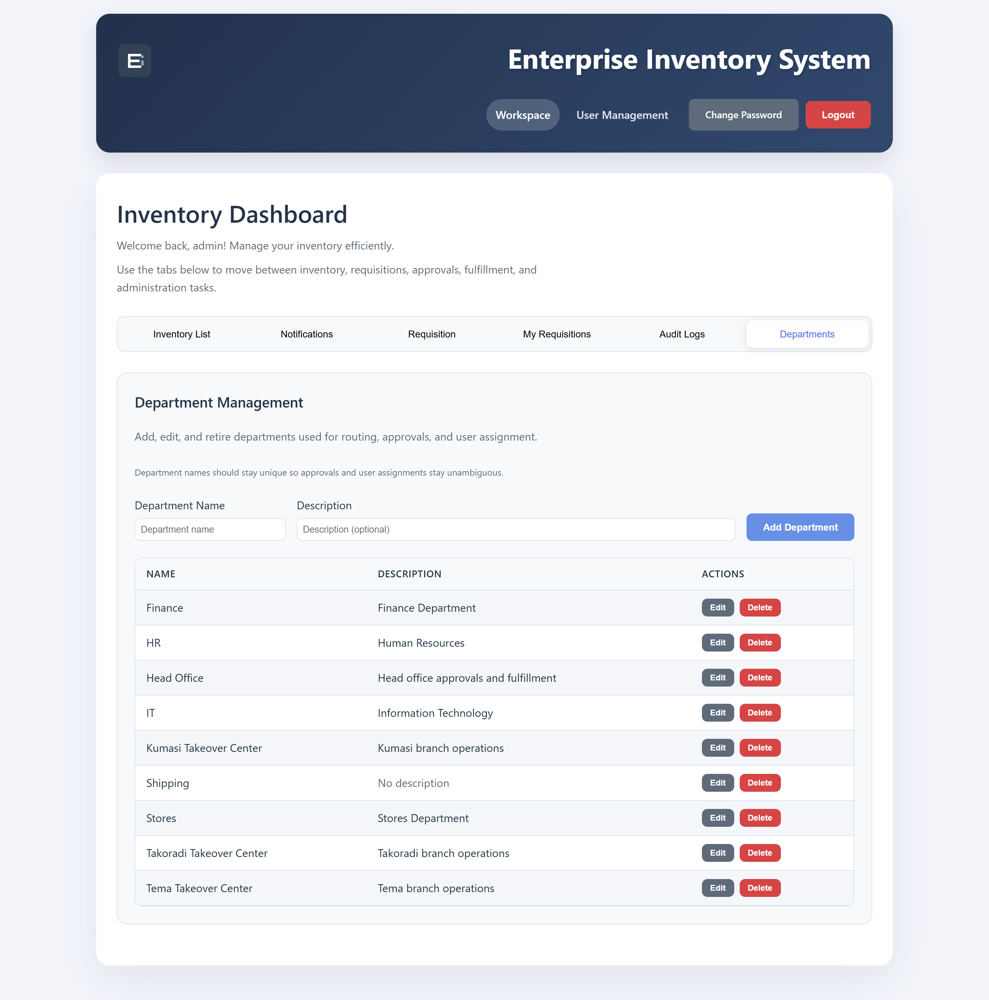 Enterprise Inventory System
Workspace User Management Change Password Logout
Inventory Dashboard
Welcome back, admin! Manage your inventory efficiently.
Use the tabs below to move between inventory, requisitions, approvals, fulfillment, and
administration tasks.
Inventory List Notifications Requisition My Requisitions Audit Logs Departments
Department Management
Add, edit, and retire departments used for routing, approvals, and user assignment.
Department names should stay unique so approvals and user assignments stay unambiguous.
Department Name Description
Department name Description (optional) Add Department
NAME DESCRIPTION ACTIONS
Finance Finance Department Edit Delete
HR Human Resources Edit Delete
Head Office Head office approvals and fulfillment Edit Delete
IT Information Technology Edit Delete
Kumasi Takeover Center Kumasi branch operations Edit Delete
Shipping No description Edit Delete
Stores Stores Department Edit Delete
Takoradi Takeover Center Takoradi branch operations Edit Delete
Tema Takeover Center Tema branch operations Edit Delete